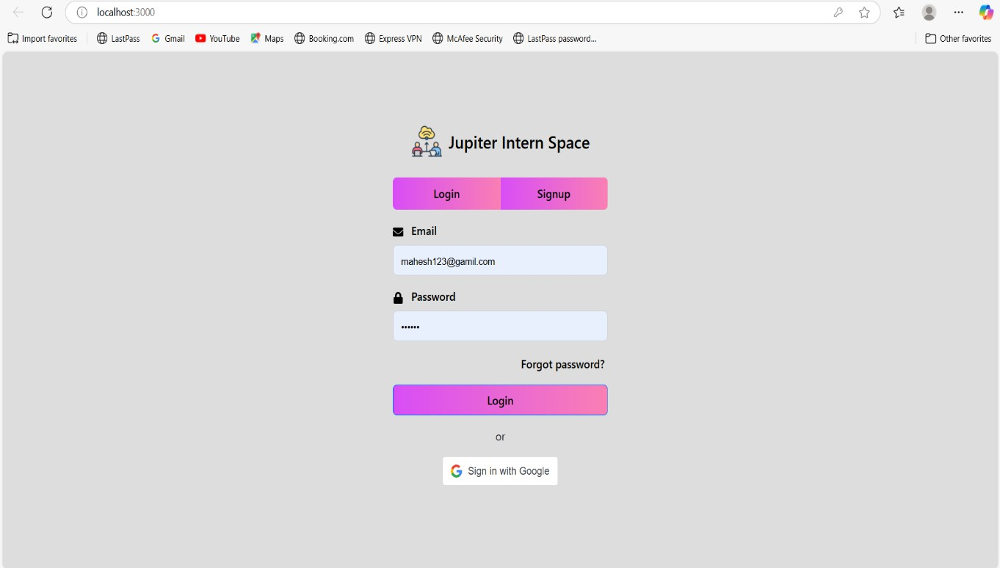 localhost:3000
Import favorites LastPass Gmail YouTube Maps Booking.com Express VPN McAfee Security LastPass password... Other favorites
Jupiter Intern Space
Login Signup
Email
mahesh123@gamil.com
Password
••••••
Forgot password?
Login
or
Sign in with Google